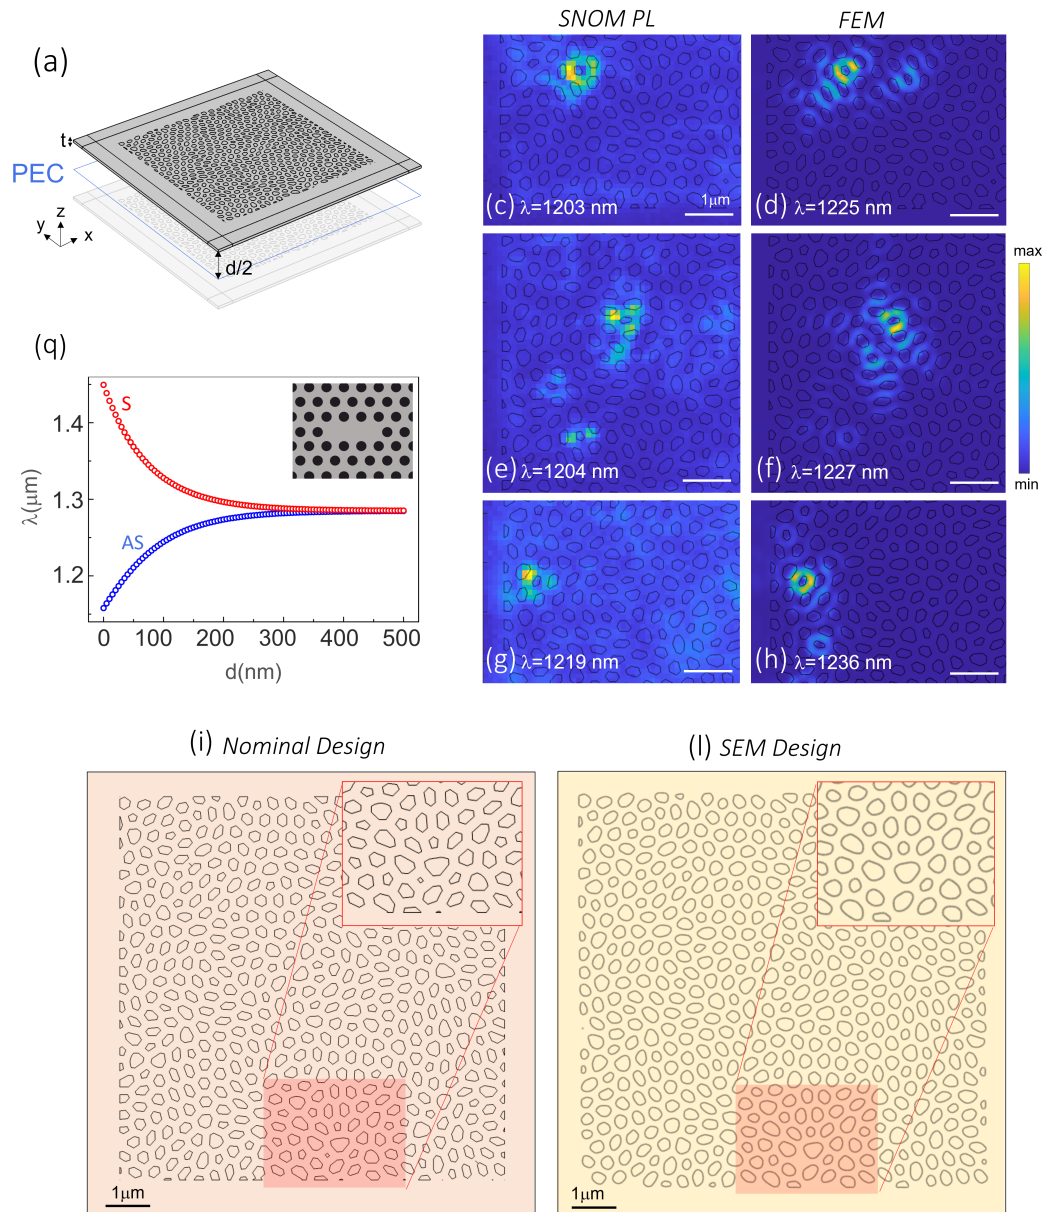 (a)
t
PEC
z
y
x
d/2
SNOM PL
FEM
(c) λ=1203 nm
1μm
(d) λ=1225 nm
(e) λ=1204 nm
(f) λ=1227 nm
(g) λ=1219 nm
(h) λ=1236 nm
max
min
(q)
λ(μm)
1.4
1.3
1.2
S
AS
0
100
200
300
400
500
d(nm)
(i) Nominal Design
1μm
(l) SEM Design
1μm